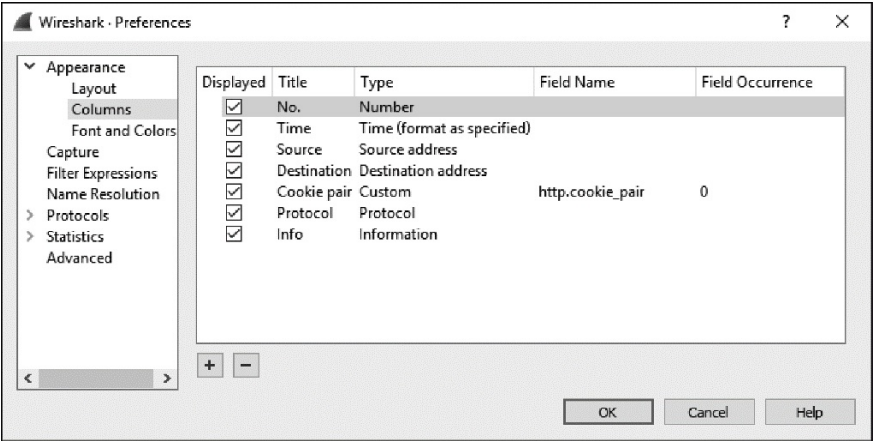 Wireshark · Preferences
? ×
Appearance
Layout
Columns
Font and Colors
Capture
Filter Expressions
Name Resolution
Protocols
Statistics
Advanced
Displayed Title Type Field Name Field Occurrence
No. Number
Time Time (format as specified)
Source Source address
Destination Destination address
Cookie pair Custom http.cookie_pair 0
Protocol Protocol
Info Information
+ −
OK Cancel Help